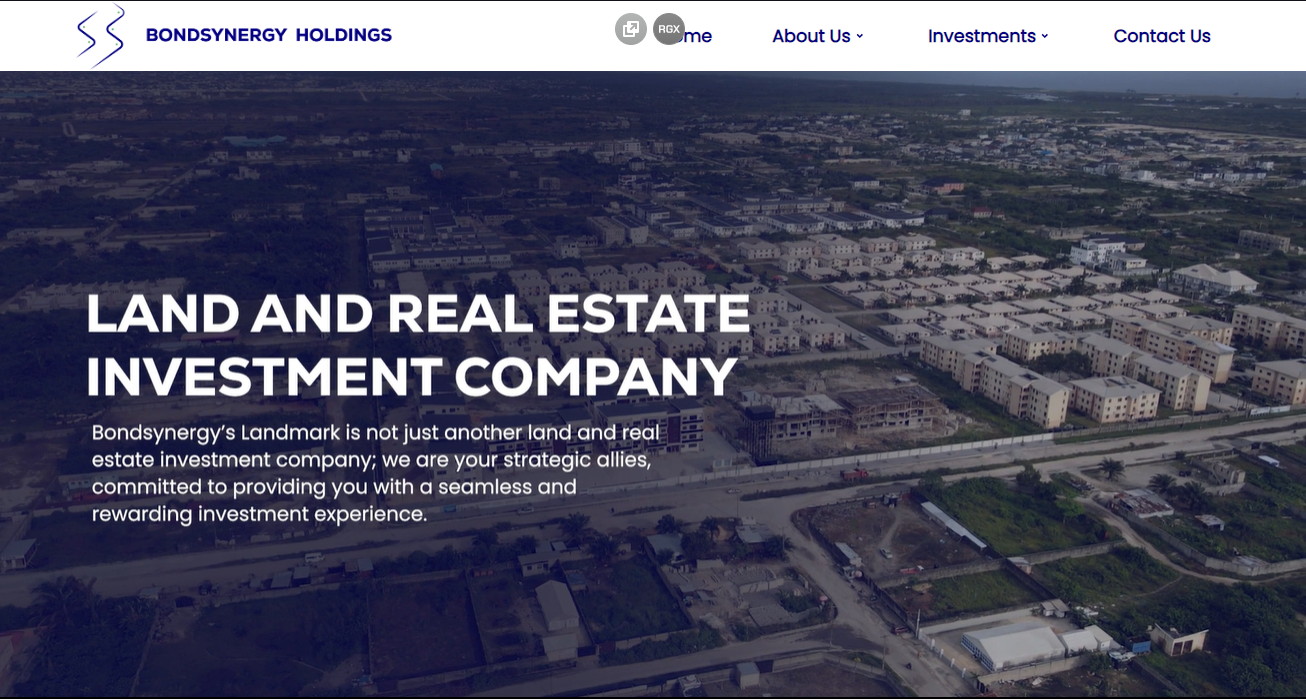 BONDSYNERGY HOLDINGS
RGX
me
About Us
Investments
Contact Us
LAND AND REAL ESTATE
INVESTMENT COMPANY
Bondsynergy’s Landmark is not just another land and real
estate investment company; we are your strategic allies,
committed to providing you with a seamless and
rewarding investment experience.